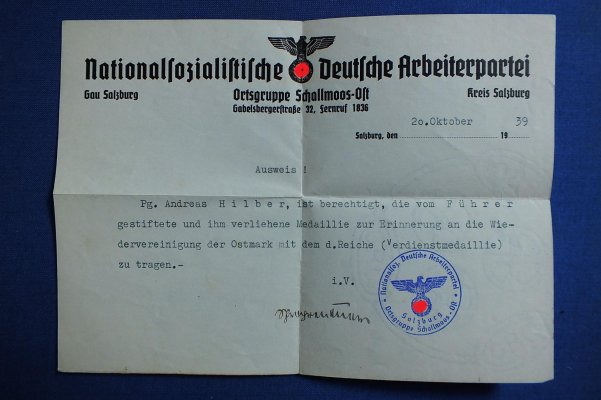 Nationalsozialistische Deutsche Arbeiterpartei
Gau Salzburg Ortsgruppe Schallmoos-Ost Kreis Salzburg
Gabelsbergerstraße 32, Fernruf 1836
Salzburg, den 2o.Oktober 19 39
Ausweis !
Pg. Andreas H i l b e r, ist berechtigt, die vom F ü h r e r
gestiftete und ihm verliehene Medaillie zur Erinnerung an die Wie-
dervereinigung der Ostmark mit dem d.Reiche (Verdienstmedaillie)
zu tragen.-
i.V.
Nationalsoz. Deutsche Arbeiterpartei
Salzburg
Ortsgruppe Schallmoos-Ost